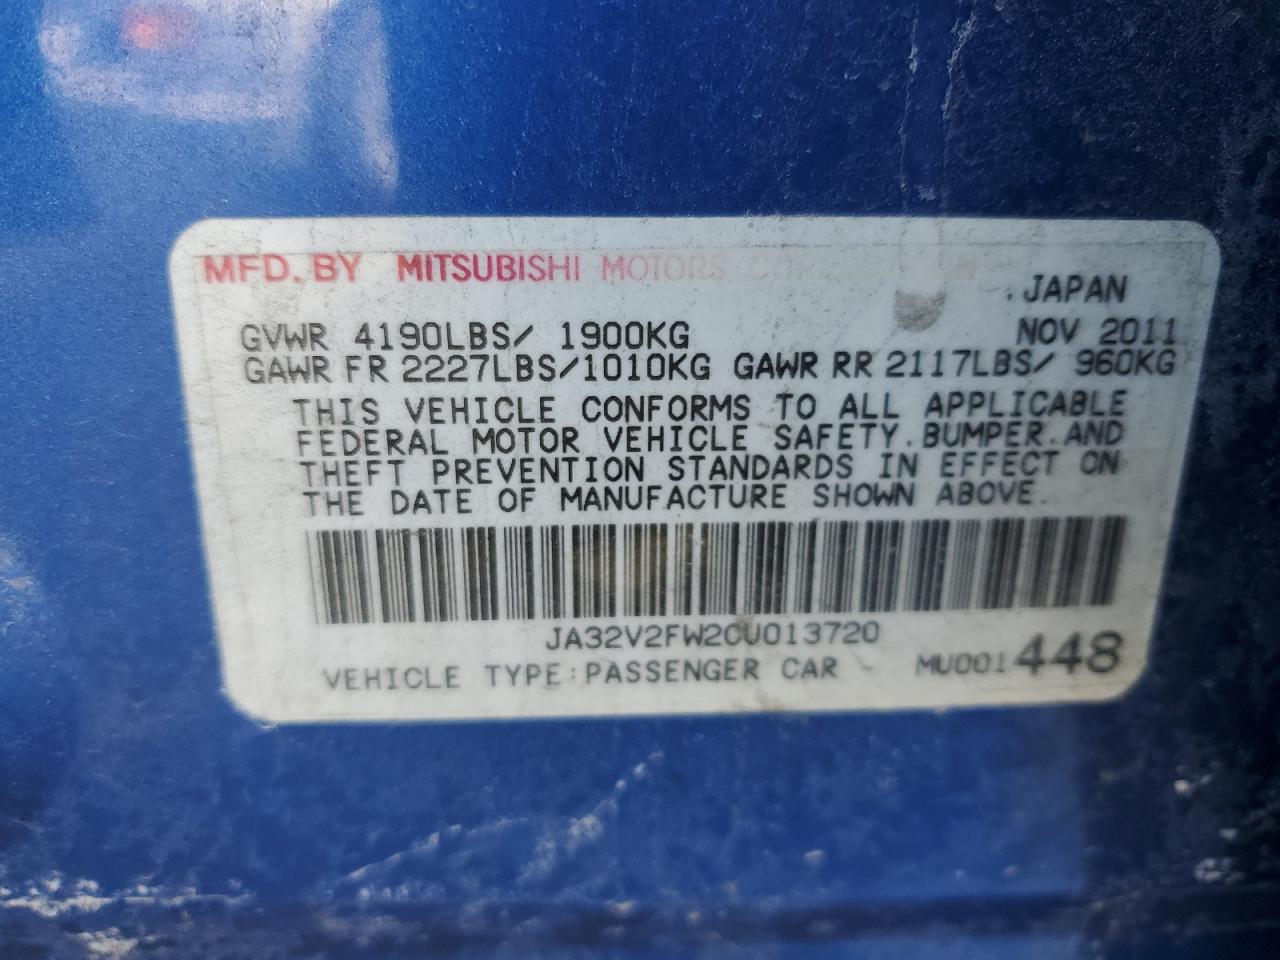 MFD. BY MITSUBISHI MOTORS CORPORATION
JAPAN
GVWR 4190LBS/ 1900KG NOV 2011
GAWR FR 2227LBS/1010KG GAWR RR 2117LBS/ 960KG
THIS VEHICLE CONFORMS TO ALL APPLICABLE
FEDERAL MOTOR VEHICLE SAFETY.BUMPER.AND
THEFT PREVENTION STANDARDS IN EFFECT ON
THE DATE OF MANUFACTURE SHOWN ABOVE.
JA32V2FW2CU013720
VEHICLE TYPE:PASSENGER CAR MU001448